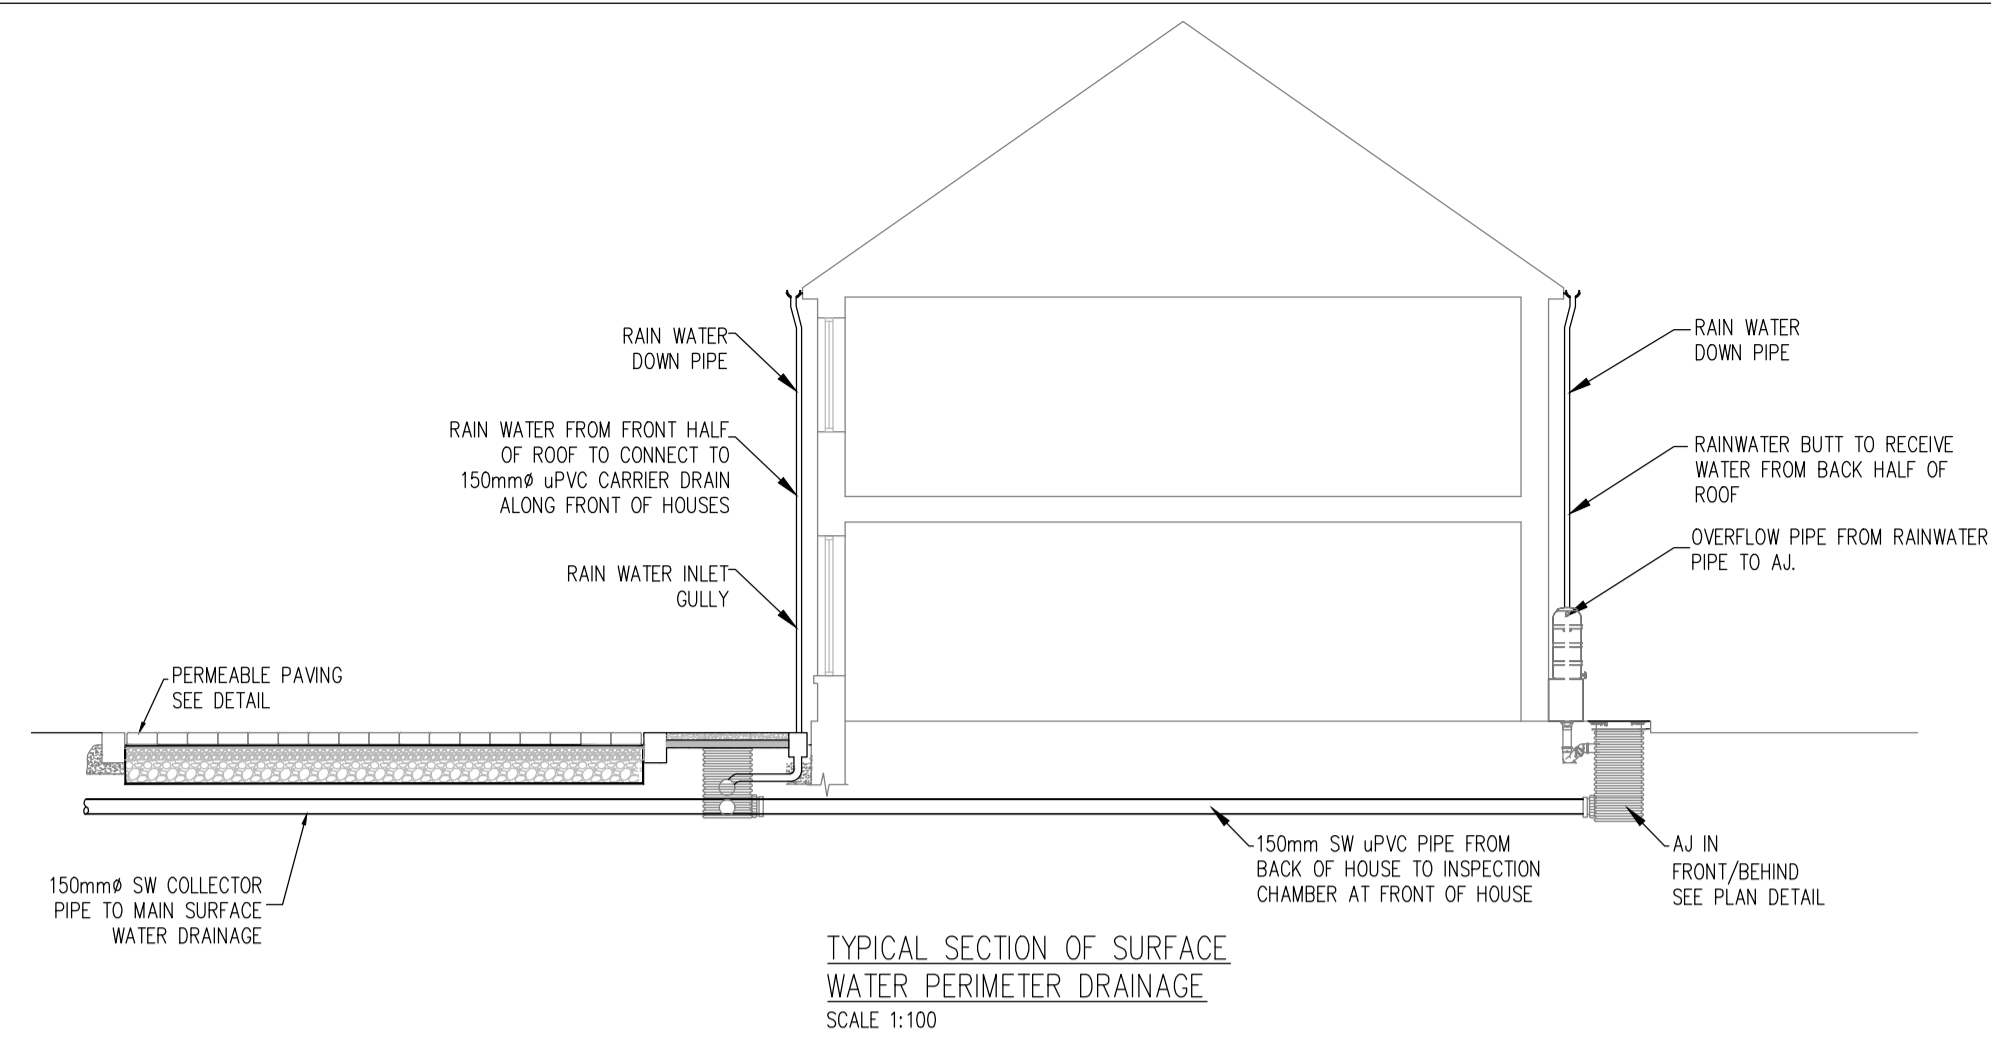 RAIN WATER
DOWN PIPE
RAIN WATER FROM FRONT HALF
OF ROOF TO CONNECT TO
150mmø uPVC CARRIER DRAIN
ALONG FRONT OF HOUSES
RAIN WATER INLET
GULLY
PERMEABLE PAVING
SEE DETAIL
150mmø SW COLLECTOR
PIPE TO MAIN SURFACE
WATER DRAINAGE
RAIN WATER
DOWN PIPE
RAINWATER BUTT TO RECEIVE
WATER FROM BACK HALF OF
ROOF
OVERFLOW PIPE FROM RAINWATER
PIPE TO AJ.
150mm SW uPVC PIPE FROM
BACK OF HOUSE TO INSPECTION
CHAMBER AT FRONT OF HOUSE
AJ IN
FRONT/BEHIND
SEE PLAN DETAIL
TYPICAL SECTION OF SURFACE
WATER PERIMETER DRAINAGE
SCALE 1:100